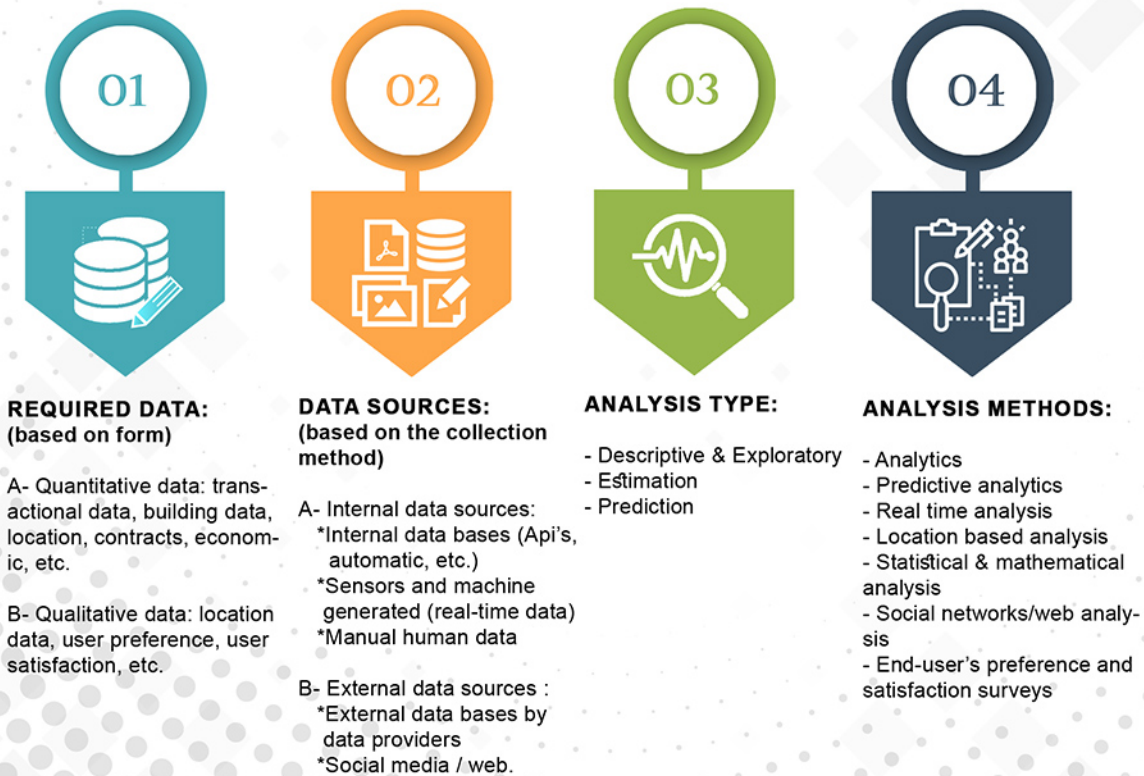 01
REQUIRED DATA:
(based on form)
A- Quantitative data: trans-
actional data, building data,
location, contracts, econom-
ic, etc.
B- Qualitative data: location
data, user preference, user
satisfaction, etc.
02
DATA SOURCES:
(based on the collection
method)
A- Internal data sources:
*Internal data bases (Api's,
automatic, etc.)
*Sensors and machine
generated (real-time data)
*Manual human data
B- External data sources :
*External data bases by
data providers
*Social media / web.
03
ANALYSIS TYPE:
- Descriptive & Exploratory
- Estimation
- Prediction
04
ANALYSIS METHODS:
- Analytics
- Predictive analytics
- Real time analysis
- Location based analysis
- Statistical & mathematical
analysis
- Social networks/web analy-
sis
- End-user's preference and
satisfaction surveys